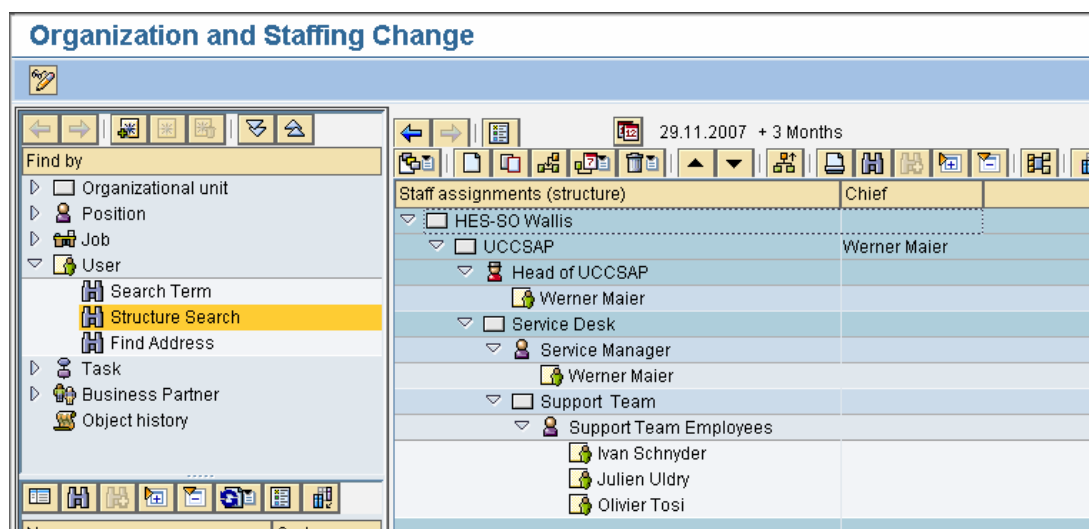 Organization and Staffing Change
29.11.2007 + 3 Months
Find by
Organizational unit
Position
Job
User
Search Term
Structure Search
Find Address
Task
Business Partner
Object history
Staff assignments (structure) Chief
HES-SO Wallis
UCCSAP Werner Maier
Head of UCCSAP
Werner Maier
Service Desk
Service Manager
Werner Maier
Support Team
Support Team Employees
Ivan Schnyder
Julien Uldry
Olivier Tosi